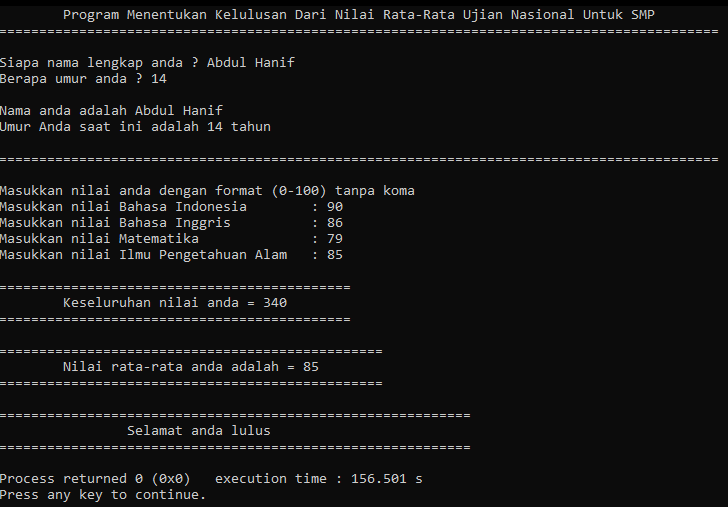 Program Menentukan Kelulusan Dari Nilai Rata-Rata Ujian Nasional Untuk SMP
==========================================================================================
Siapa nama lengkap anda ? Abdul Hanif
Berapa umur anda ? 14
Nama anda adalah Abdul Hanif
Umur Anda saat ini adalah 14 tahun
==========================================================================================
Masukkan nilai anda dengan format (0-100) tanpa koma
Masukkan nilai Bahasa Indonesia        : 90
Masukkan nilai Bahasa Inggris          : 86
Masukkan nilai Matematika              : 79
Masukkan nilai Ilmu Pengetahuan Alam   : 85
============================================
Keseluruhan nilai anda = 340
============================================
================================================
Nilai rata-rata anda adalah = 85
================================================
===========================================================
Selamat anda lulus
===========================================================
Process returned 0 (0x0)   execution time : 156.501 s
Press any key to continue.